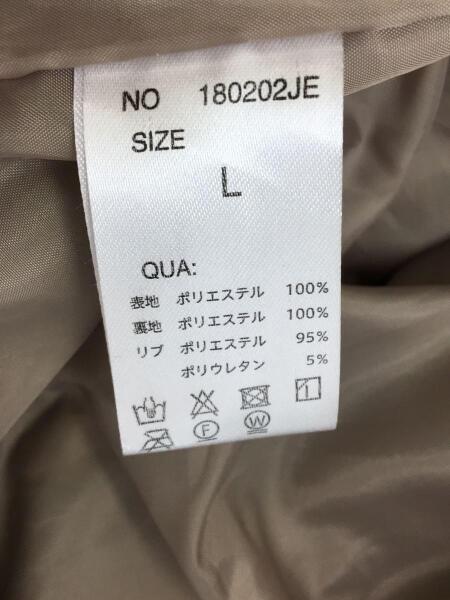 NO 180202JE
SIZE
L
QUA:
表地 ポリエステル 100%
裏地 ポリエステル 100%
リブ ポリエステル 95%
ポリウレタン 5%
F W